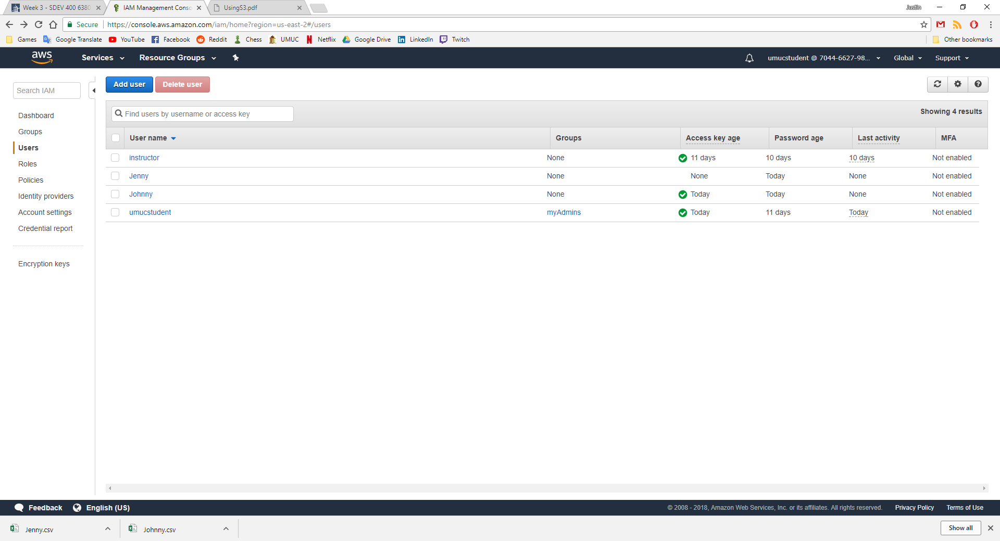 Week 3 - SDEV 400 6380
IAM Management Conso
UsingS3.pdf
Justin
Secure
https://console.aws.amazon.com/iam/home?region=us-east-2#/users
Games
Google Translate
YouTube
Facebook
Reddit
Chess
UMUC
Netflix
Google Drive
LinkedIn
Twitch
Other bookmarks
aws
Services
Resource Groups
umucstudent @ 7044-6627-98...
Global
Support
Search IAM
Dashboard
Groups
Users
Roles
Policies
Identity providers
Account settings
Credential report
Encryption keys
Add user
Delete user
Find users by username or access key
Showing 4 results
User name Groups Access key age Password age Last activity MFA
instructor None 11 days 10 days 10 days Not enabled
Jenny None None Today None Not enabled
Johnny None Today Today None Not enabled
umucstudent myAdmins Today 11 days Today Not enabled
Feedback
English (US)
© 2008 - 2018, Amazon Web Services, Inc. or its affiliates. All rights reserved.
Privacy Policy
Terms of Use
Jenny.csv
Johnny.csv
Show all